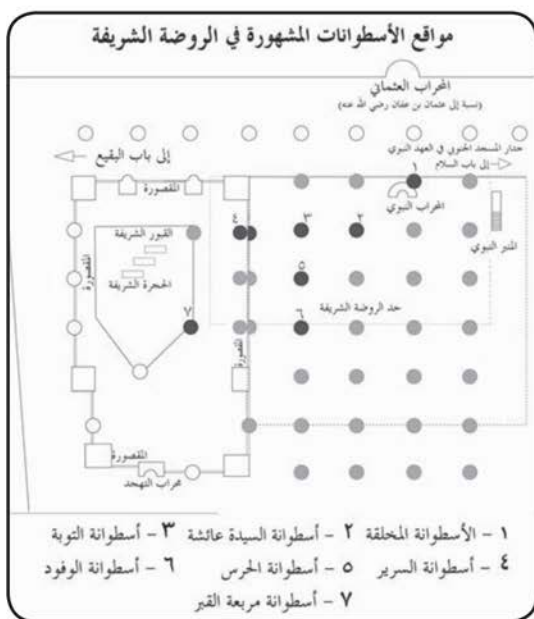 مواقع الأسطوانات المشهورة في الروضة الشريفة
المحراب العثماني
(نسبة إلى عثمان بن عفان رضي الله عنه)
جدار المسجد الجنوبي في العهد النبوي
إلى باب السلام
إلى باب البقيع
١
المقصورة
المحراب النبوي
المنبر النبوي
القبور الشريفة
٤
٣
٢
الحجرة الشريفة
المقصورة
٥
حد الروضة الشريفة
٧
٦
المقصورة
المقصورة
محراب التهجد
١ - الأسطوانة المخلقة ٢ - أسطوانة السيدة عائشة ٣ - أسطوانة التوبة
٤ - أسطوانة السرير ٥ - أسطوانة الحرس ٦ - أسطوانة الوفود
٧ - أسطوانة مربعة القبر